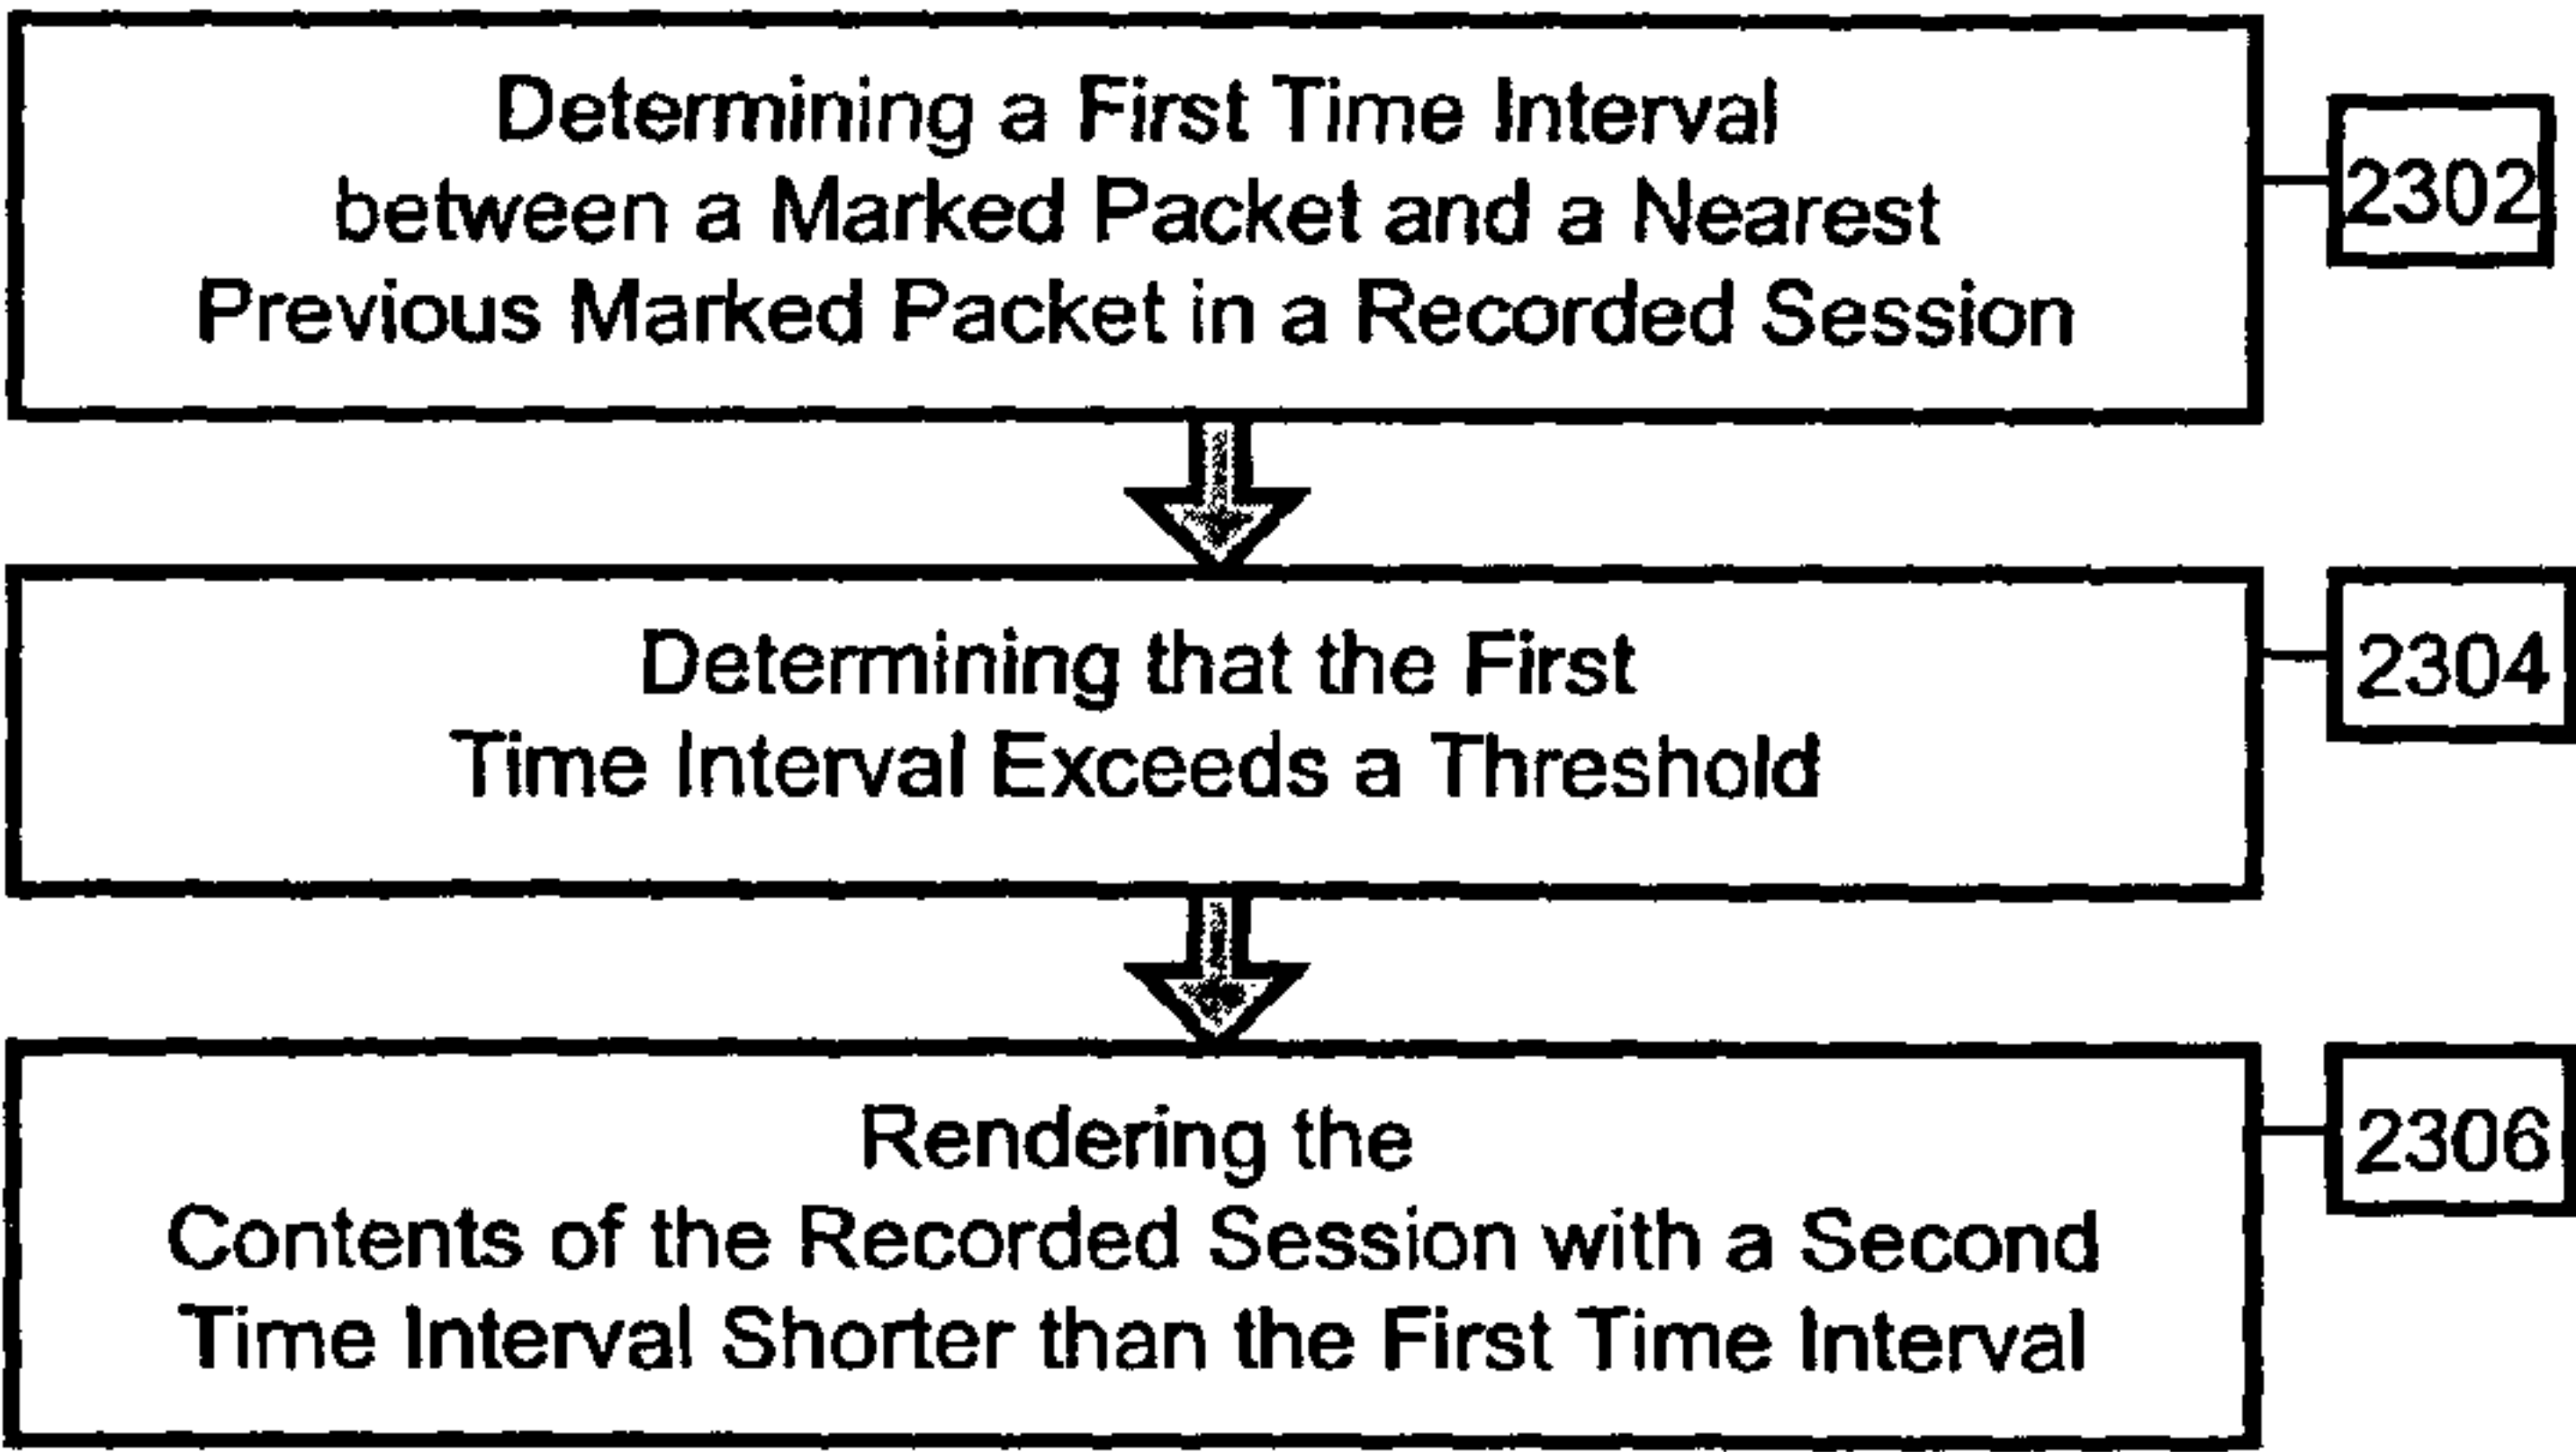 Determining a First Time Interval
between a Marked Packet and a Nearest
Previous Marked Packet in a Recorded Session
2302
Determining that the First
Time Interval Exceeds a Threshold
2304
Rendering the
Contents of the Recorded Session with a Second
Time Interval Shorter than the First Time Interval
2306